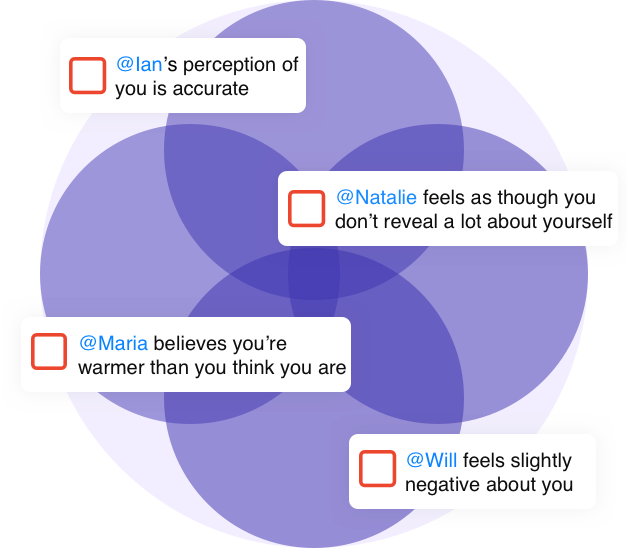 @Ian’s perception of
you is accurate
@Natalie feels as though you
don’t reveal a lot about yourself
@Maria believes you’re
warmer than you think you are
@Will feels slightly
negative about you